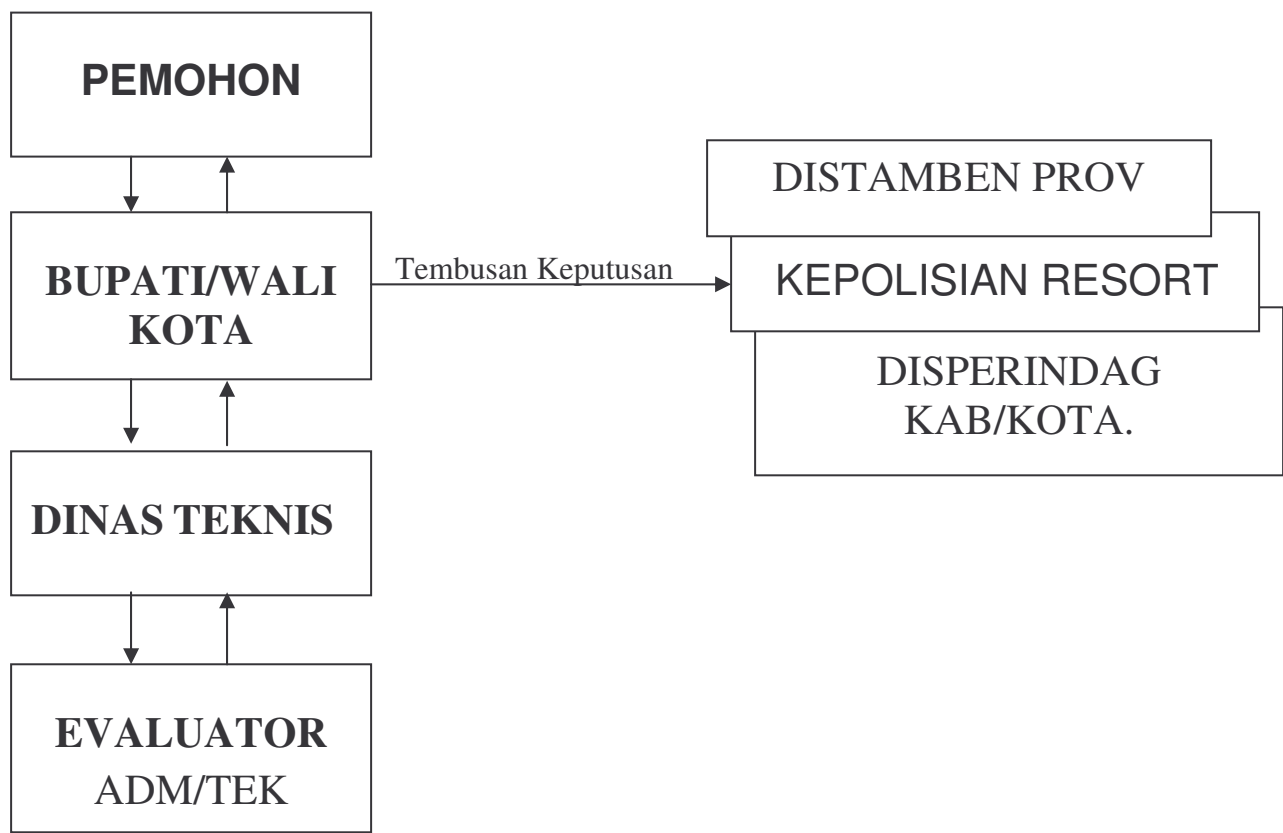 PEMOHON
BUPATI/WALI
KOTA
Tembusan Keputusan
DISTAMBEN PROV
KEPOLISIAN RESORT
DISPERINDAG
KAB/KOTA.
DINAS TEKNIS
EVALUATOR
ADM/TEK